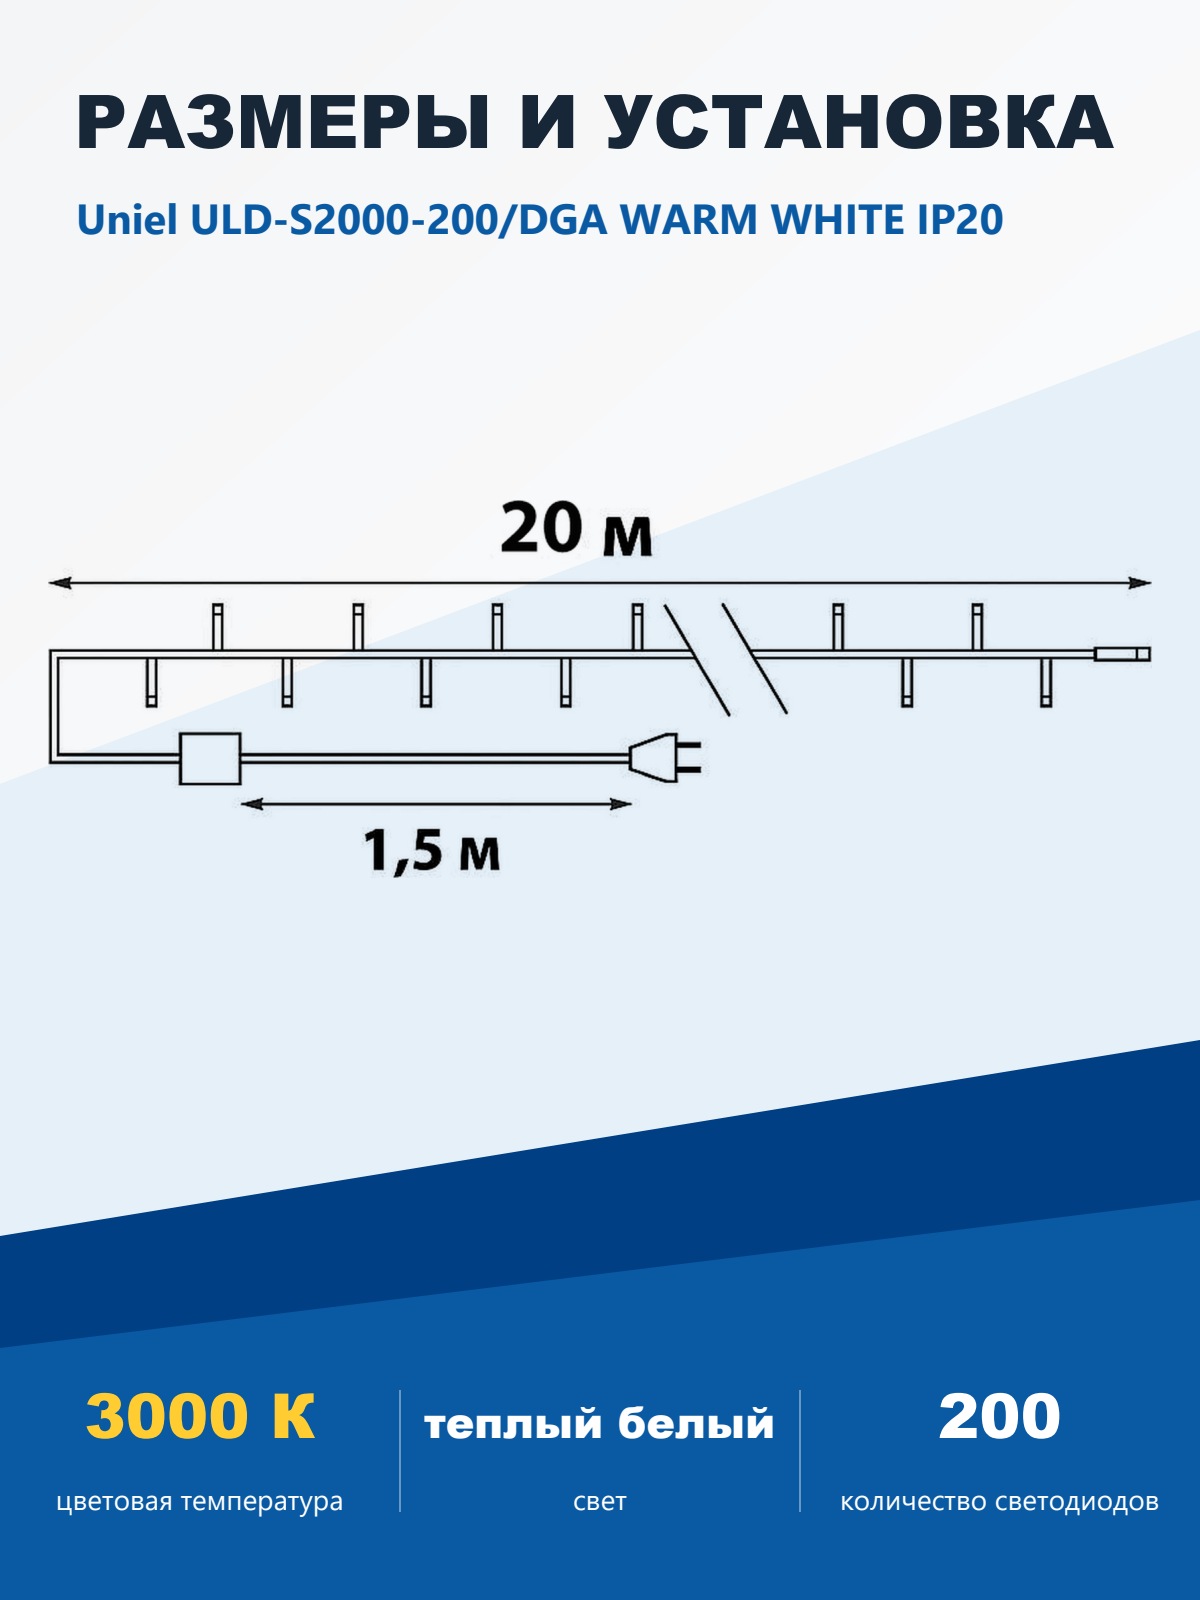 РАЗМЕРЫ И УСТАНОВКА
Uniel ULD-S2000-200/DGA WARM WHITE IP20
20 м
1,5 м
3000 К
теплый белый
200
цветовая температура
свет
количество светодиодов